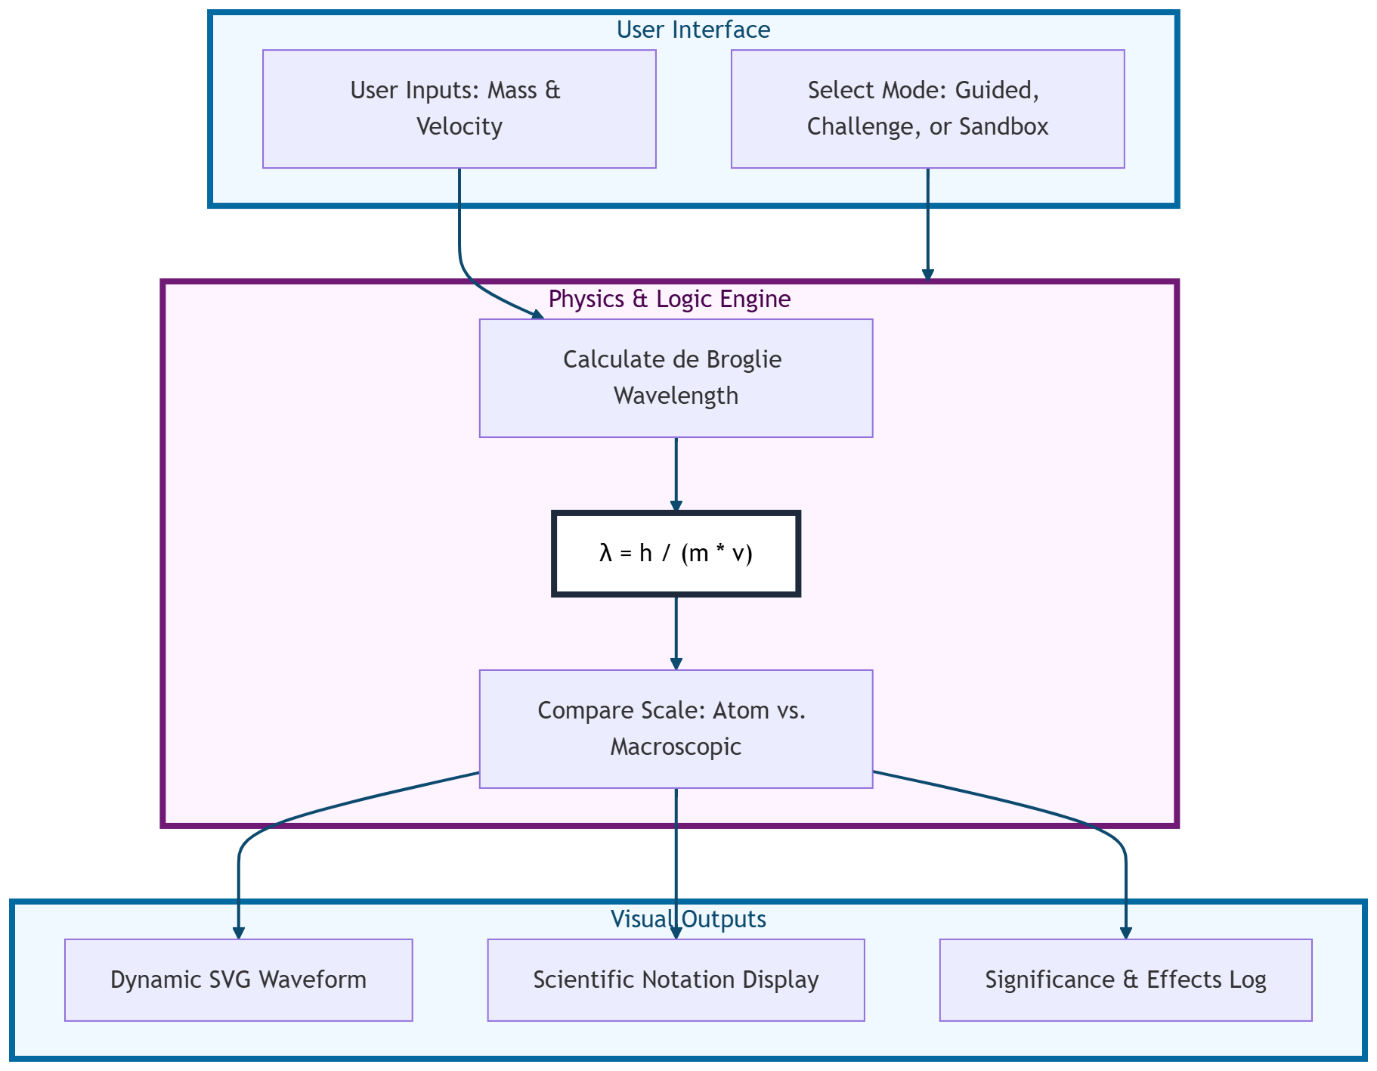 User Interface
User Inputs: Mass &
Velocity
Select Mode: Guided,
Challenge, or Sandbox
Physics & Logic Engine
Calculate de Broglie
Wavelength
λ = h / (m * v)
Compare Scale: Atom vs.
Macroscopic
Visual Outputs
Dynamic SVG Waveform
Scientific Notation Display
Significance & Effects Log